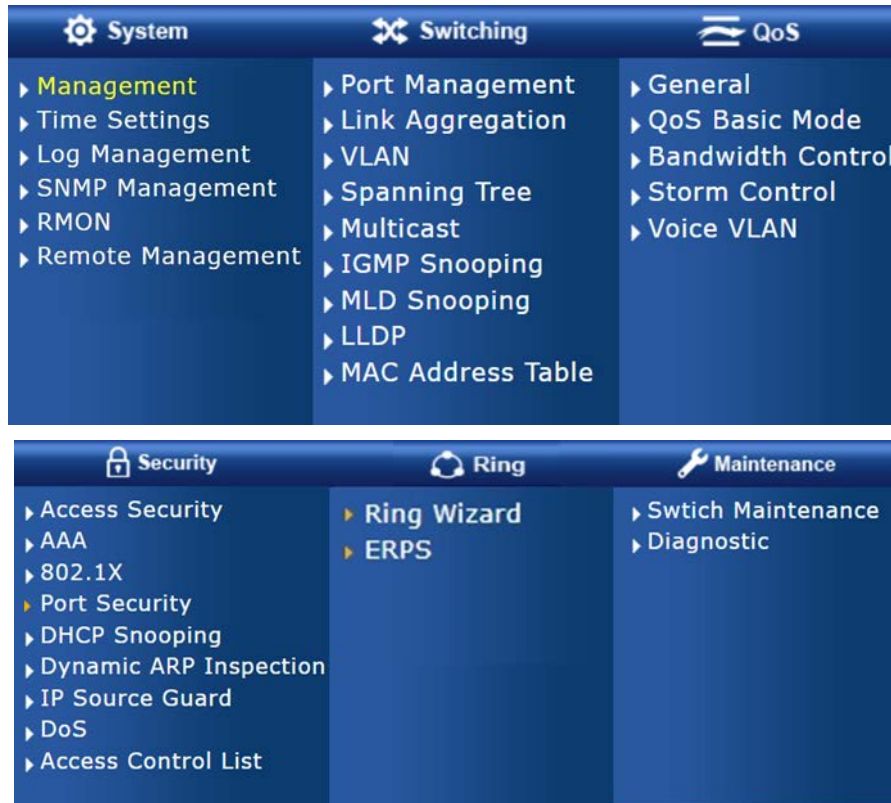 System
Management
Time Settings
Log Management
SNMP Management
RMON
Remote Management
Switching
Port Management
Link Aggregation
VLAN
Spanning Tree
Multicast
IGMP Snooping
MLD Snooping
LLDP
MAC Address Table
QoS
General
QoS Basic Mode
Bandwidth Control
Storm Control
Voice VLAN
Security
Access Security
AAA
802.1X
Port Security
DHCP Snooping
Dynamic ARP Inspection
IP Source Guard
DoS
Access Control List
Ring
Ring Wizard
ERPS
Maintenance
Swtich Maintenance
Diagnostic